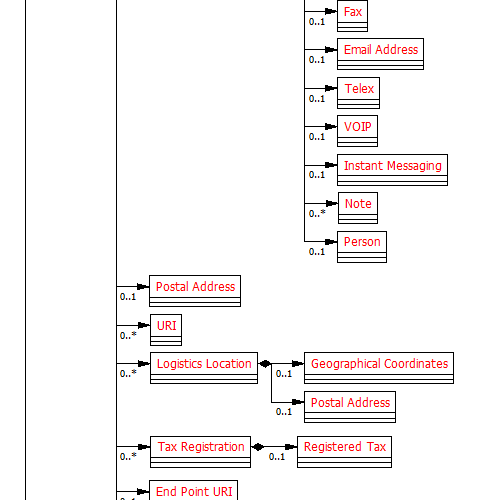 Fax
0..1
Email Address
0..1
Telex
0..1
VOIP
0..1
Instant Messaging
0..1
Note
0..*
Person
0..1
Postal Address
0..1
URI
0..*
Logistics Location
0..*
Geographical Coordinates
0..1
Postal Address
0..1
Tax Registration
0..*
Registered Tax
0..1
End Point URI